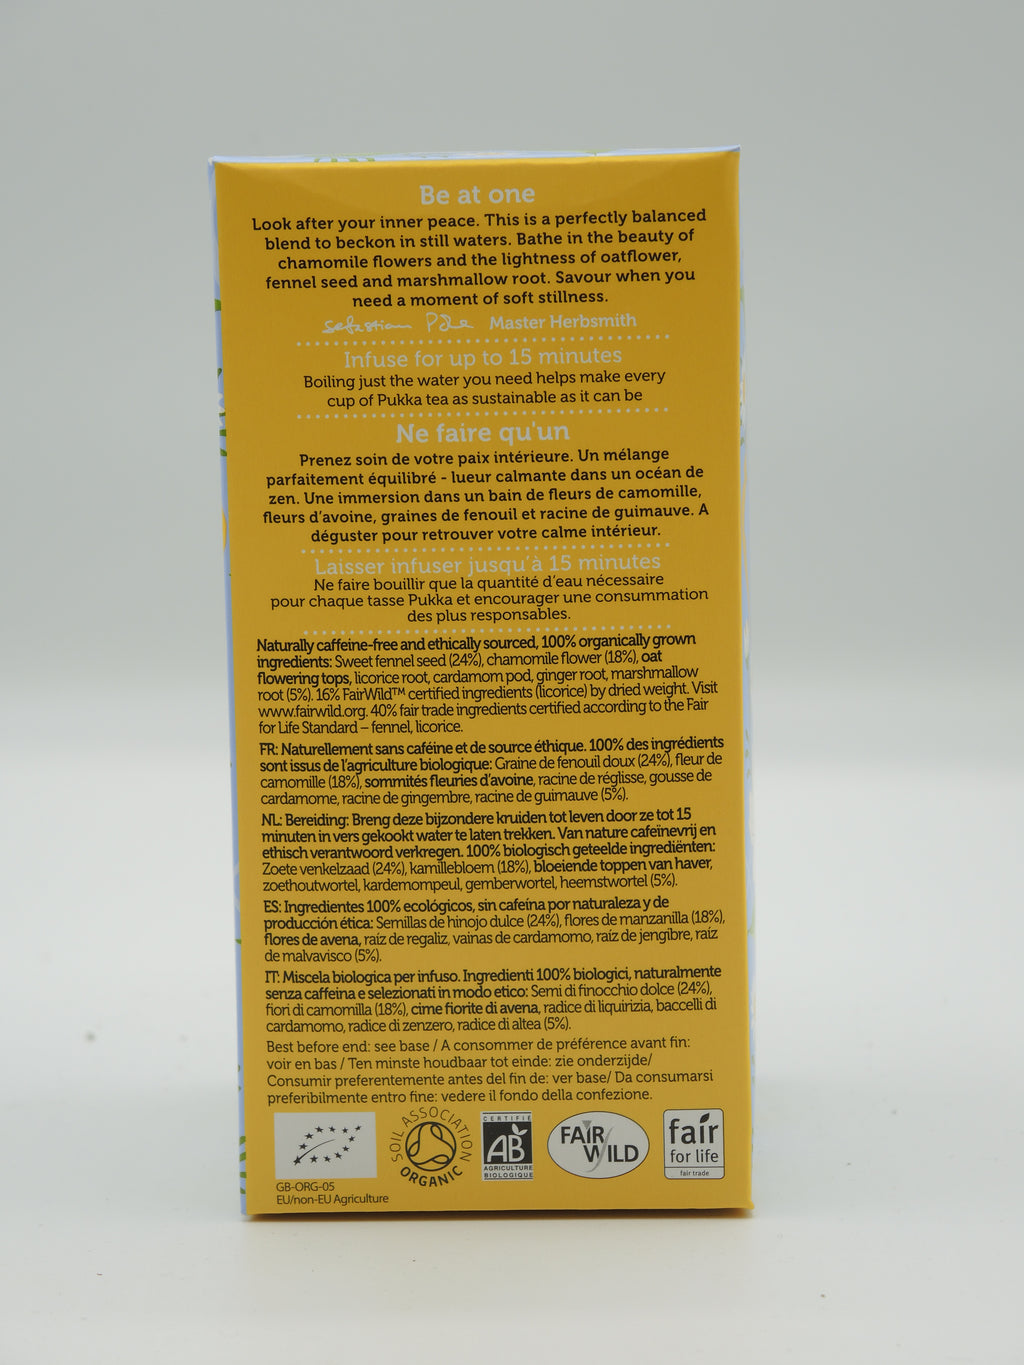 Be at one
Look after your inner peace. This is a perfectly balanced
blend to beckon in still waters. Bathe in the beauty of
chamomile flowers and the lightness of oatflower,
fennel seed and marshmallow root. Savour when you
need a moment of soft stillness.
Sebastian Pole Master Herbsmith
Infuse for up to 15 minutes
Boiling just the water you need helps make every
cup of Pukka tea as sustainable as it can be
Ne faire qu'un
Prenez soin de votre paix intérieure. Un mélange
parfaitement équilibré - lueur calmante dans un océan de
zen. Une immersion dans un bain de fleurs de camomille,
fleurs d'avoine, graines de fenouil et racine de guimauve. A
déguster pour retrouver votre calme intérieur.
Laisser infuser jusqu'à 15 minutes
Ne faire bouillir que la quantité d'eau nécessaire
pour chaque tasse Pukka et encourager une consummation
des plus responsables.
Naturally caffeine-free and ethically sourced, 100% organically grown
ingredients: Sweet fennel seed (24%), chamomile flower (18%), oat
flowering tops, licorice root, cardamom pod, ginger root, marshmallow
root (5%). 16% FairWild™ certified ingredients (licorice) by dried weight. Visit
www.fairwild.org. 40% fair trade ingredients certified according to the Fair
for Life Standard – fennel, licorice.
FR: Naturellement sans caféine et de source éthique. 100% des ingrédients
sont issus de l'agriculture biologique: Graine de fenouil doux (24%), fleur de
camomille (18%), sommités fleuries d'avoine, racine de réglisse, gousse de
cardamome, racine de gingembre, racine de guimauve (5%).
NL: Bereiding: Breng deze bijzondere kruiden tot leven door ze tot 15
minuten in vers gekookt water te laten trekken. Van nature cafeïnevrij en
ethisch verantwoord verkregen. 100% biologisch geteelde ingrediënten:
Zoete venkelzaad (24%), kamillebloem (18%), bloeiende toppen van haver,
zoethoutwortel, kardemompeul, gemberwortel, heemstwortel (5%).
ES: Ingredientes 100% ecológicos, sin cafeína por naturaleza y de
producción ética: Semillas de hinojo dulce (24%), flores de manzanilla (18%),
flores de avena, raíz de regaliz, vainas de cardamomo, raíz de jengibre, raíz
de malvavisco (5%).
IT: Miscela biologica per infuso. Ingredienti 100% biologici, naturalmente
senza caffeina e selezionati in modo etico: Semi di finocchio dolce (24%),
fiori di camomilla (18%), cime fiorite di avena, radice di liquirizia, baccelli di
cardamomo, radice di zenzero, radice di altea (5%).
Best before end: see base / A consommer de préférence avant fin:
voir en bas / Ten minste houdbaar tot einde: zie onderzijde/
Consumir preferentemente antes del fin de: ver base/ Da consumarsi
preferibilmente entro fine: vedere il fondo della confezione.
GB-ORG-05
EU/non-EU Agriculture
SOIL ASSOCIATION
ORGANIC
CERTIFIÉ
AB
AGRICULTURE
BIOLOGIQUE
FAIR
WILD
fair
for life
fair trade